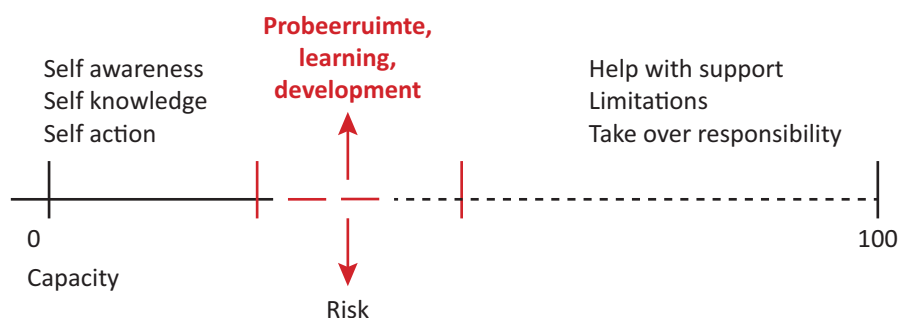 Probeerruimte,
learning,
development
Self awareness
Self knowledge
Self action
Help with support
Limitations
Take over responsibility
0
100
Capacity
Risk